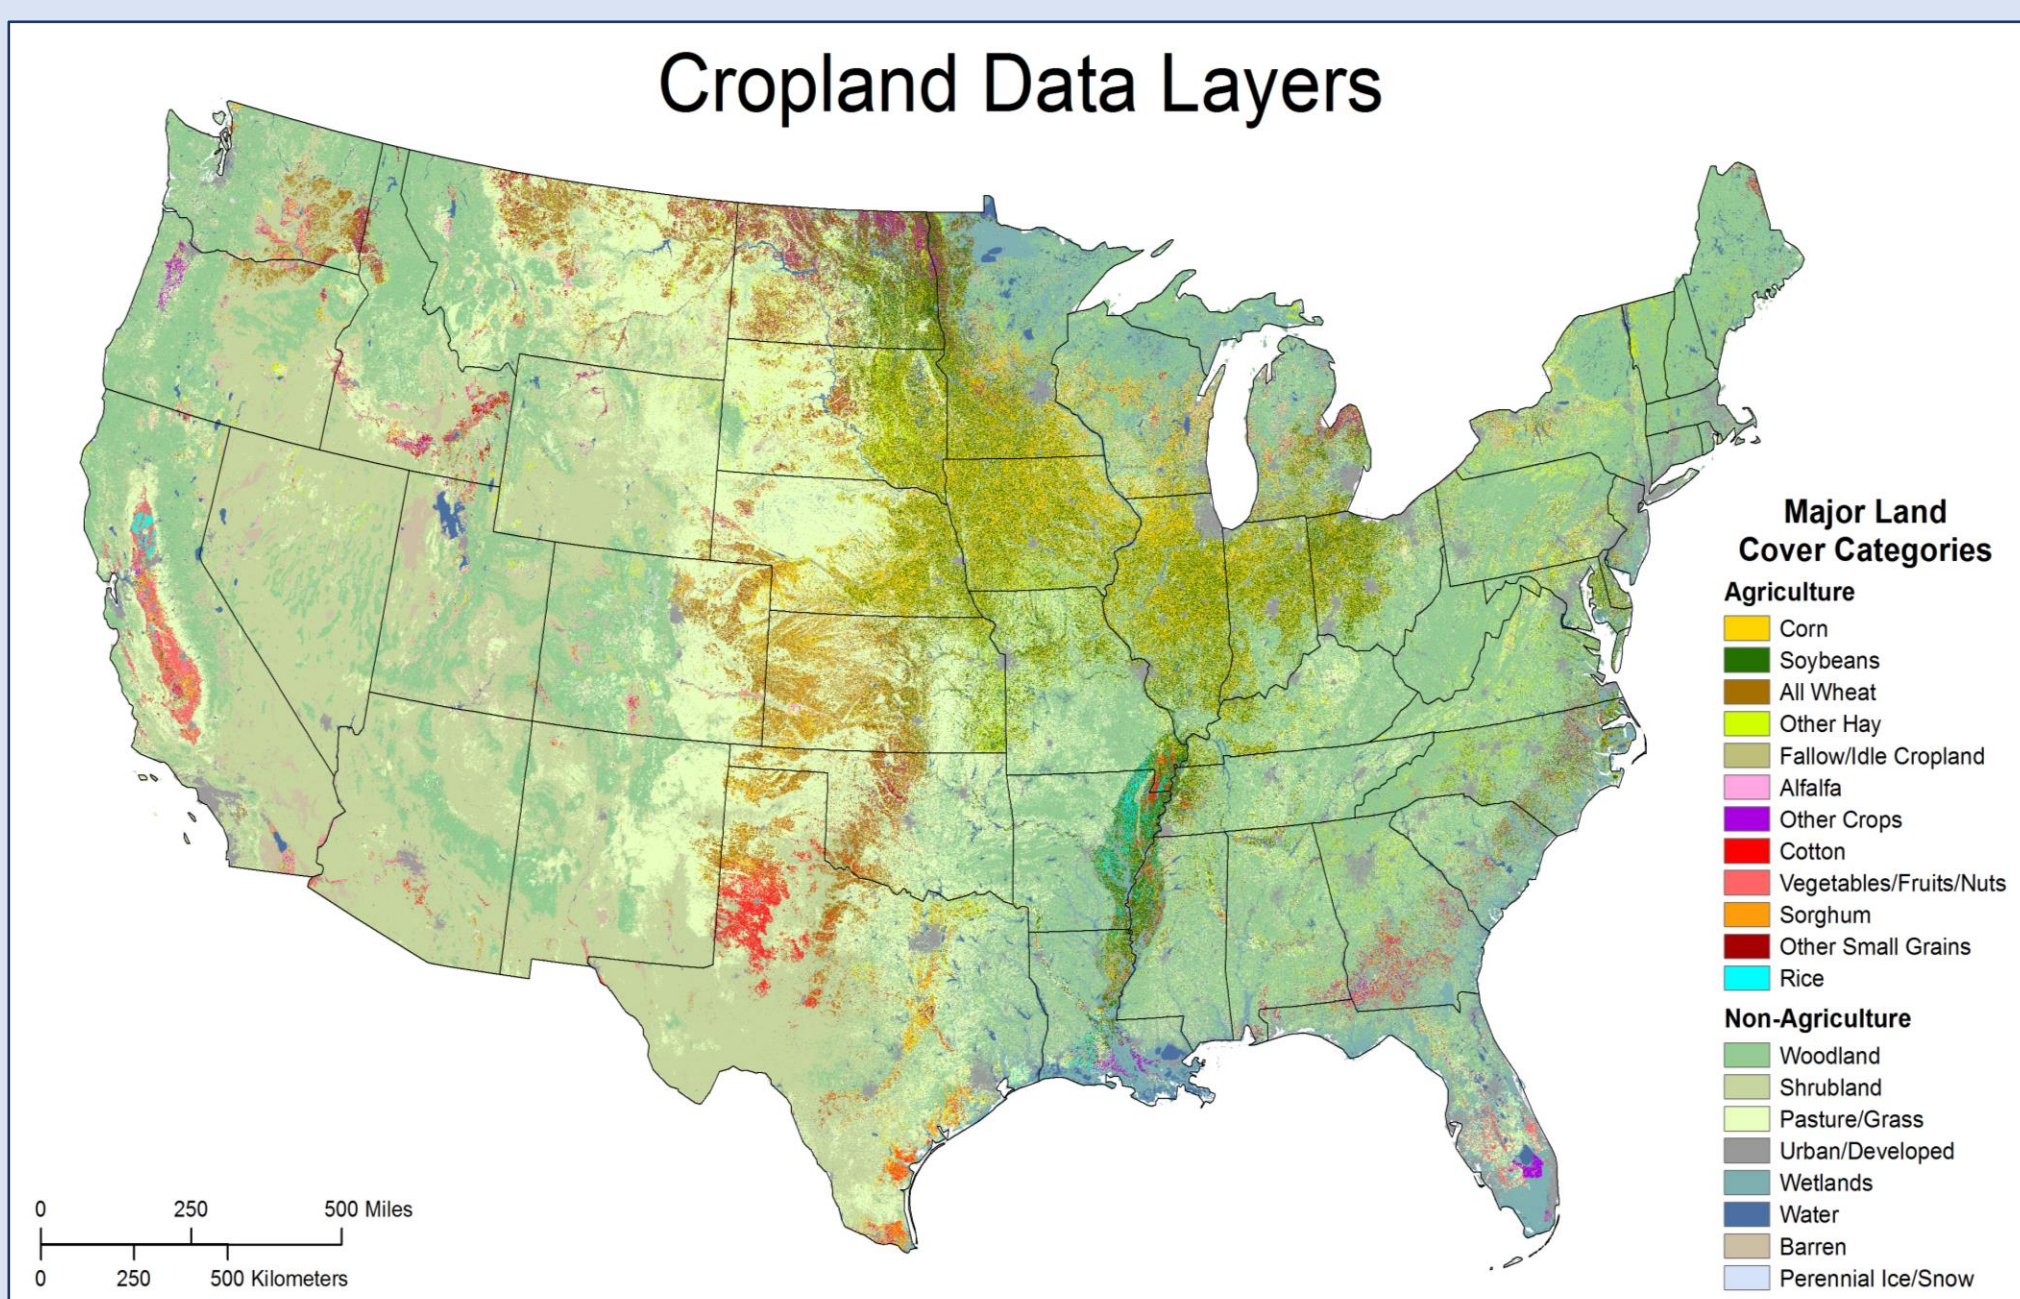 Cropland Data Layers
Major Land
Cover Categories
Agriculture
Corn
Soybeans
All Wheat
Other Hay
Fallow/Idle Cropland
Alfalfa
Other Crops
Cotton
Vegetables/Fruits/Nuts
Sorghum
Other Small Grains
Rice
Non-Agriculture
Woodland
Shrubland
Pasture/Grass
Urban/Developed
Wetlands
Water
Barren
Perennial Ice/Snow
0 250 500 Miles
0 250 500 Kilometers